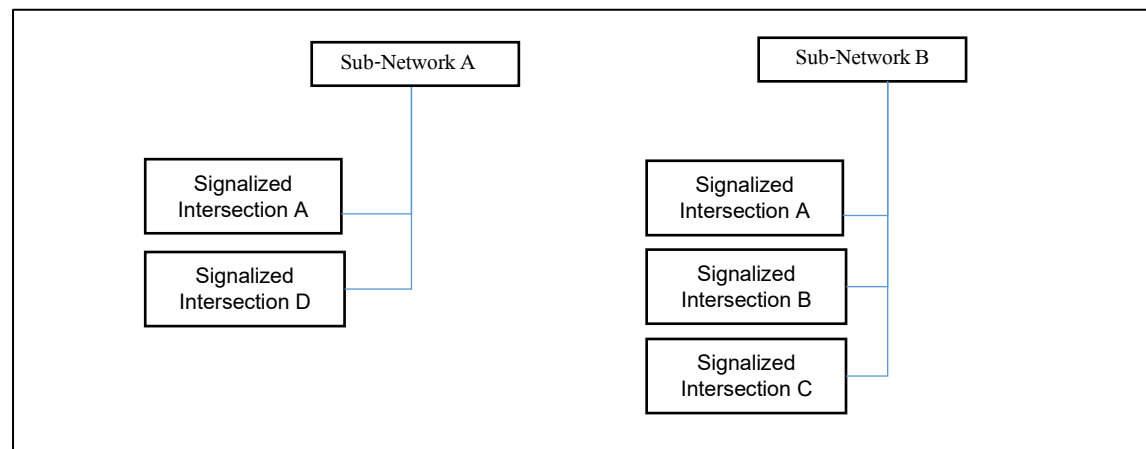 Sub-Network A
Signalized
Intersection A
Signalized
Intersection D
Sub-Network B
Signalized
Intersection A
Signalized
Intersection B
Signalized
Intersection C